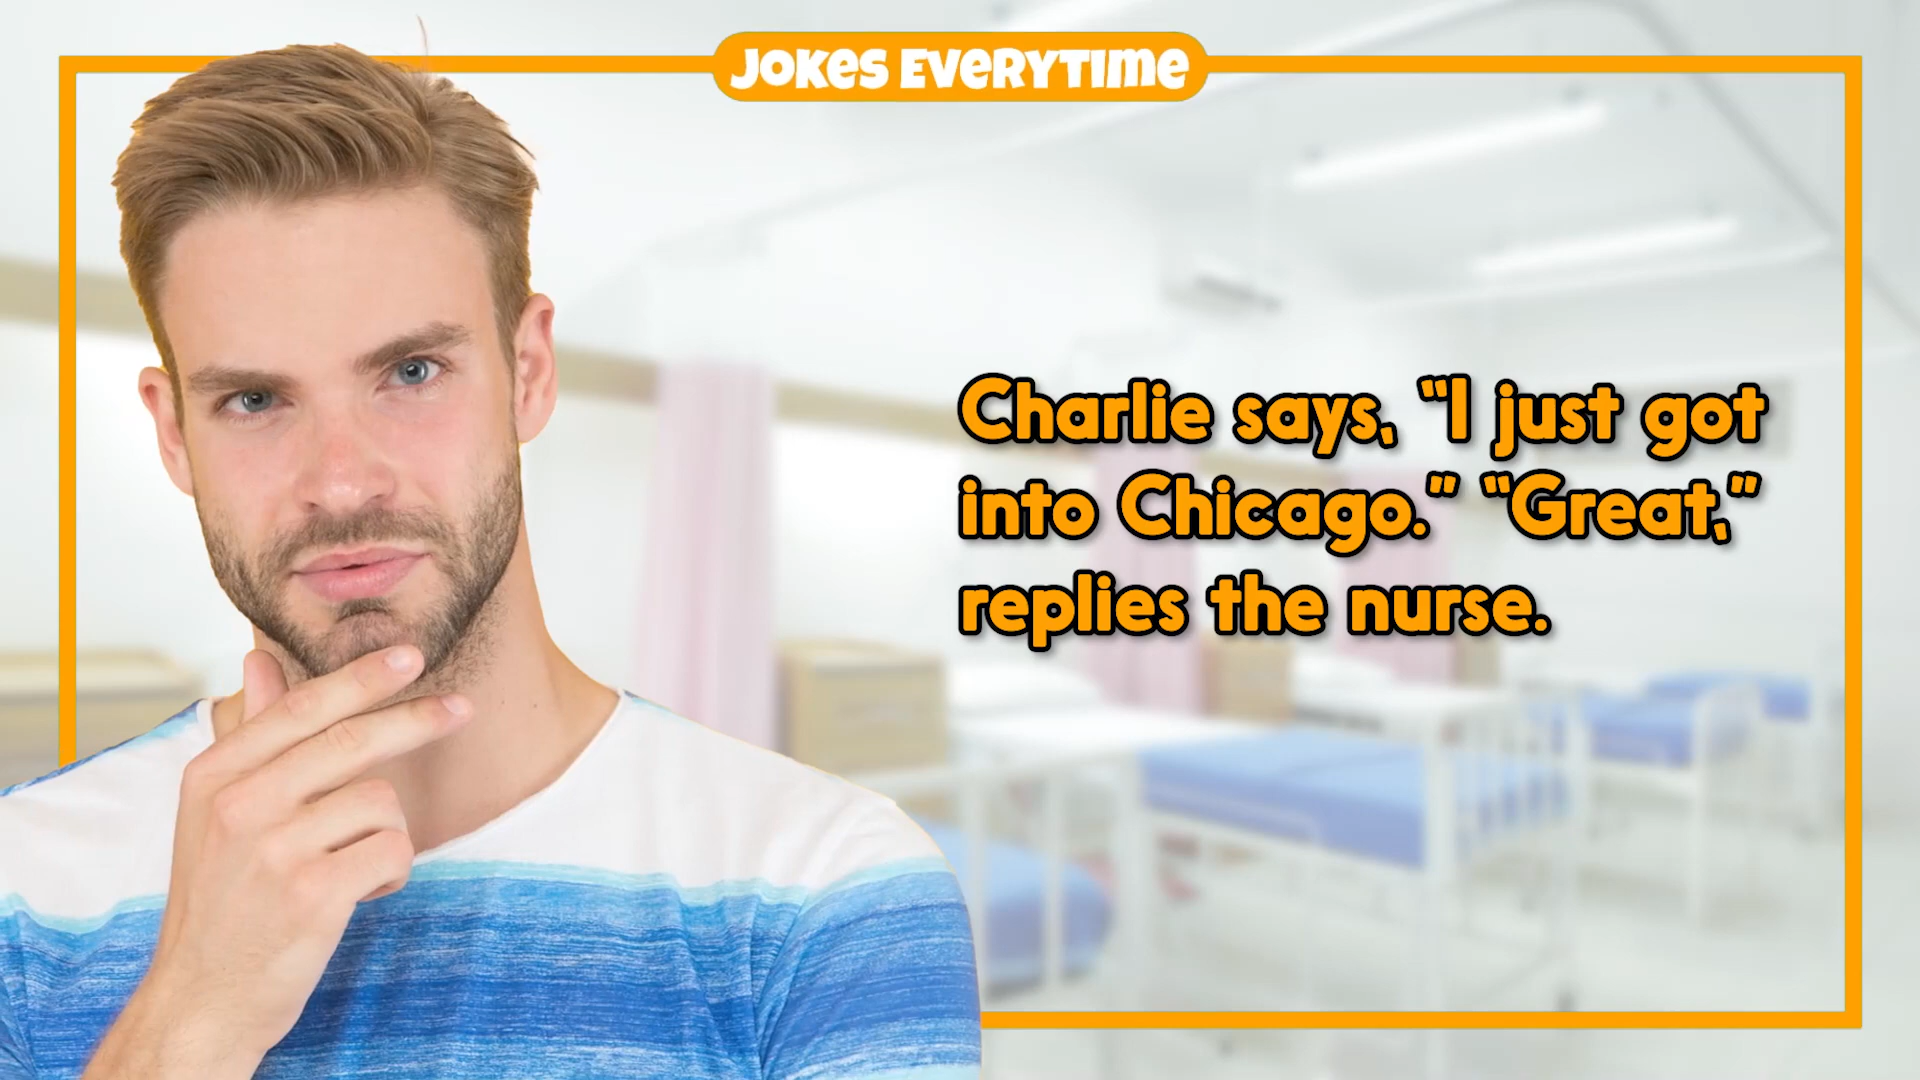 JOKES EVERYTIME
Charlie says, “I just got
into Chicago.” “Great,”
replies the nurse.